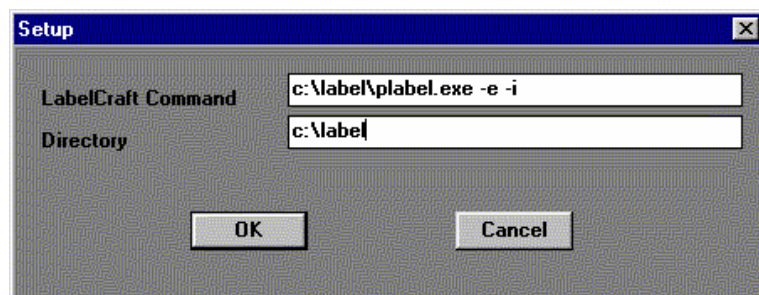 Setup
LabelCraft Command c:\label\plabel.exe -e -i
Directory c:\label
OK Cancel